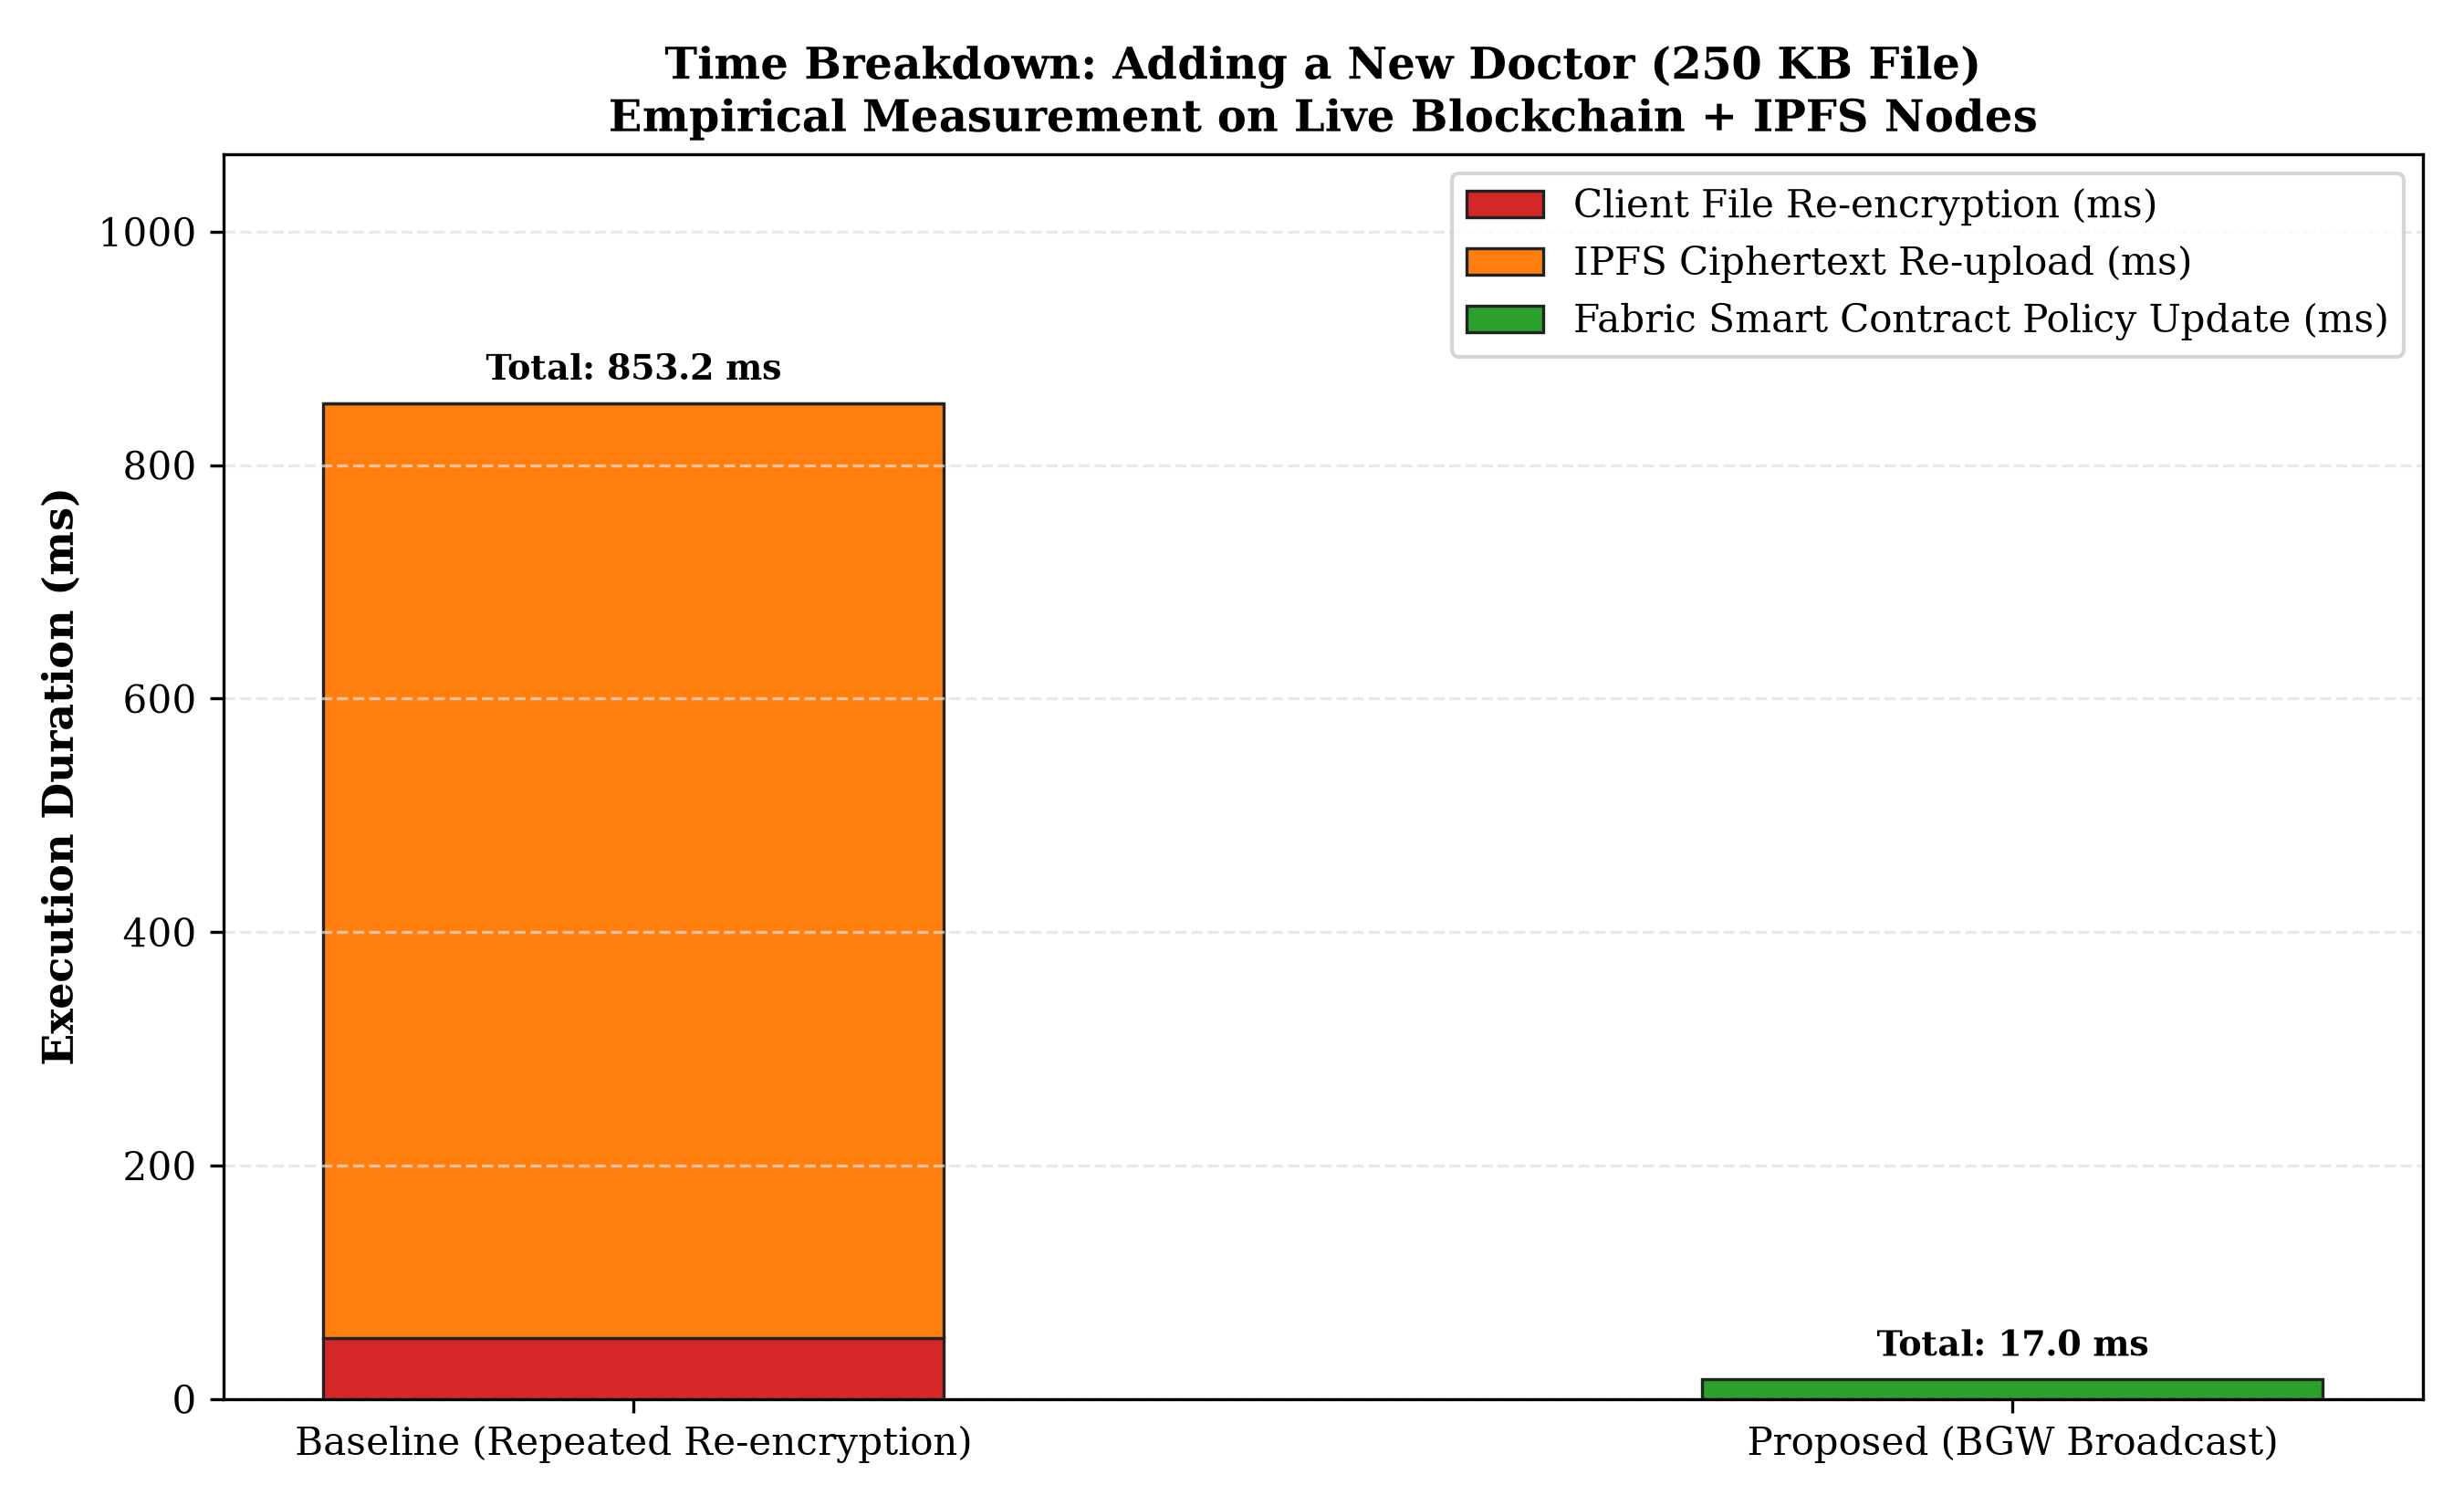 Time Breakdown: Adding a New Doctor (250 KB File)
Empirical Measurement on Live Blockchain + IPFS Nodes
Client File Re-encryption (ms)
IPFS Ciphertext Re-upload (ms)
Fabric Smart Contract Policy Update (ms)
Execution Duration (ms)
1000
800
600
400
200
0
Total: 853.2 ms
Total: 17.0 ms
Baseline (Repeated Re-encryption)
Proposed (BGW Broadcast)